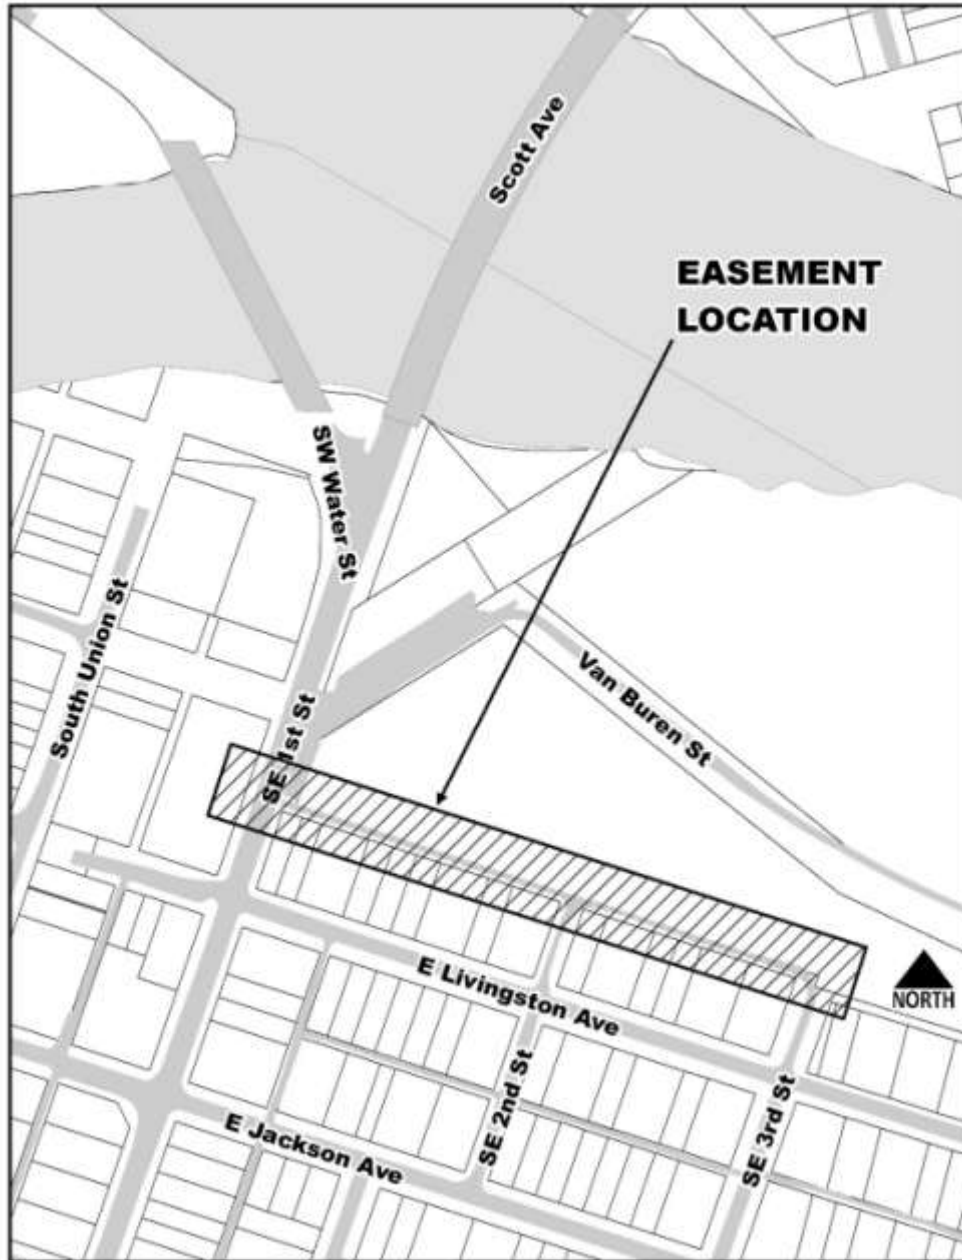 Scott Ave
EASEMENT
LOCATION
SW Water St
South Union St
Van Buren St
SE 1st St
E Livingston Ave
NORTH
SE 2nd St
SE 3rd St
E Jackson Ave